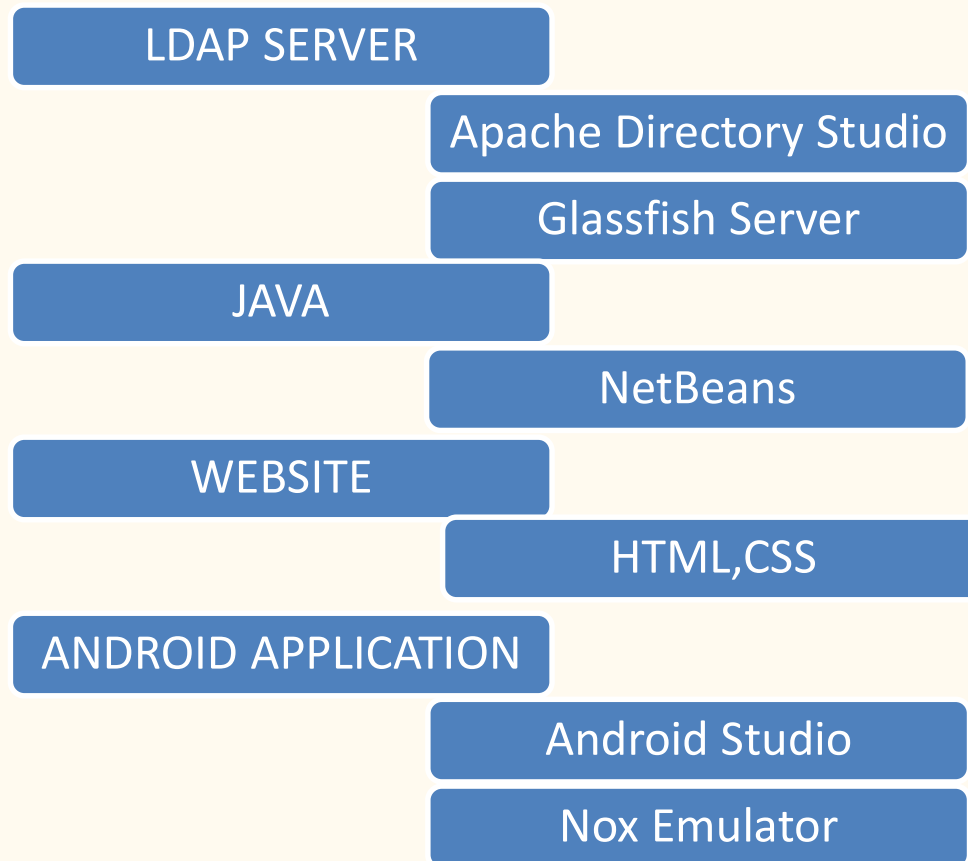 LDAP SERVER
Apache Directory Studio
Glassfish Server
JAVA
NetBeans
WEBSITE
HTML,CSS
ANDROID APPLICATION
Android Studio
Nox Emulator